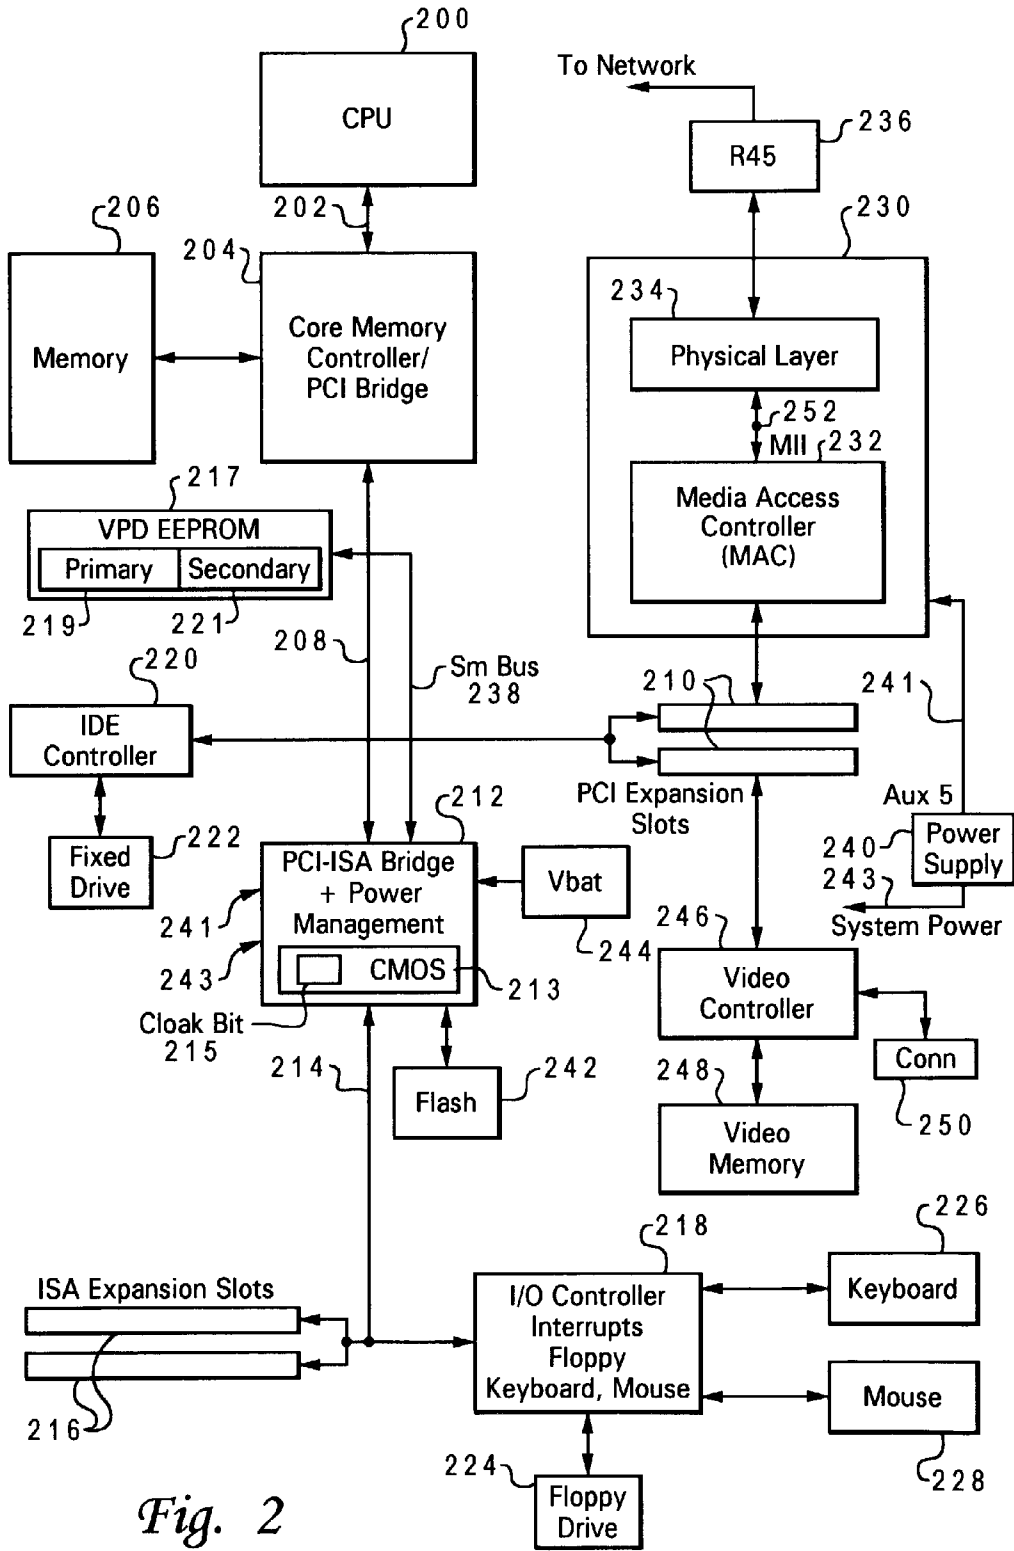 200
CPU
202
To Network
R45
236
206
Memory
204
Core Memory
Controller/
PCI Bridge
230
234
Physical Layer
252
MII
232
Media Access
Controller
(MAC)
217
VPD EEPROM
Primary
Secondary
219
221
208
Sm Bus
238
220
IDE
Controller
222
Fixed
Drive
210
PCI Expansion
Slots
241
Aux 5
240
Power
Supply
243
System Power
212
PCI-ISA Bridge
+ Power
Management
241
243
CMOS
213
Cloak Bit
215
Vbat
244
246
Video
Controller
Conn
250
248
Video
Memory
214
Flash
242
ISA Expansion Slots
216
218
I/O Controller
Interrupts
Floppy
Keyboard, Mouse
226
Keyboard
Mouse
228
224
Floppy
Drive
Fig. 2